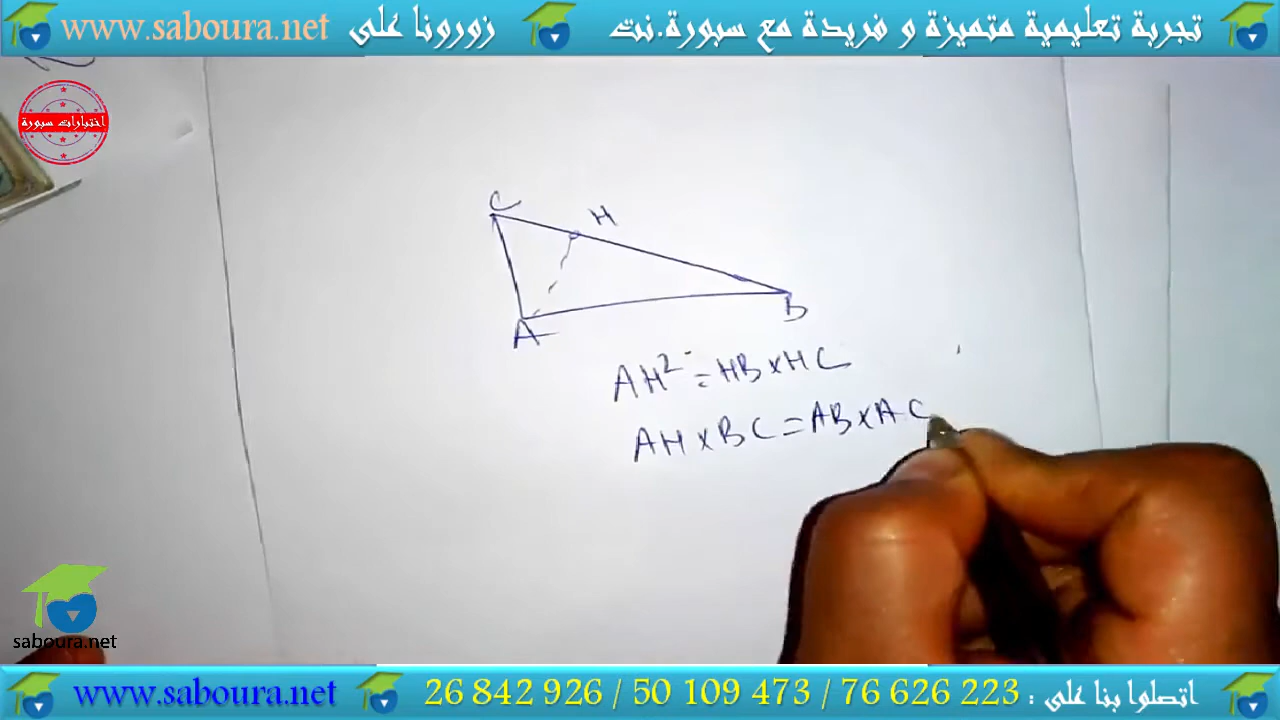 www.saboura.net زورونا على تجربة تعليمية متميزة و فريدة مع سبورة.نت
اختبارات سبورة
C
H
B
A
AH² = HB x HC
AH x BC = AB x AC
saboura.net
www.saboura.net 26 842 926 / 50 109 473 / 76 626 223 : اتصلوا بنا على